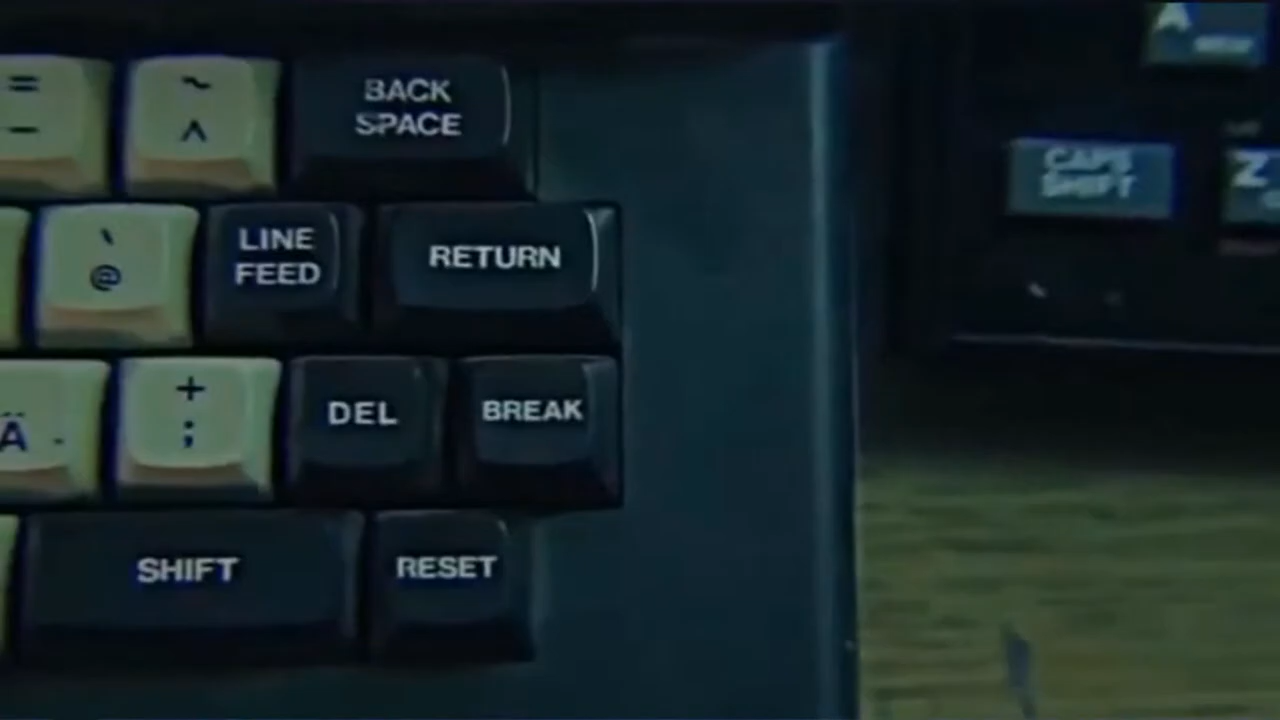 =
-
~
^
BACK
SPACE
`
@
LINE
FEED
RETURN
Ä
+
;
DEL
BREAK
SHIFT
RESET
A
CAPS
SHIFT
Z